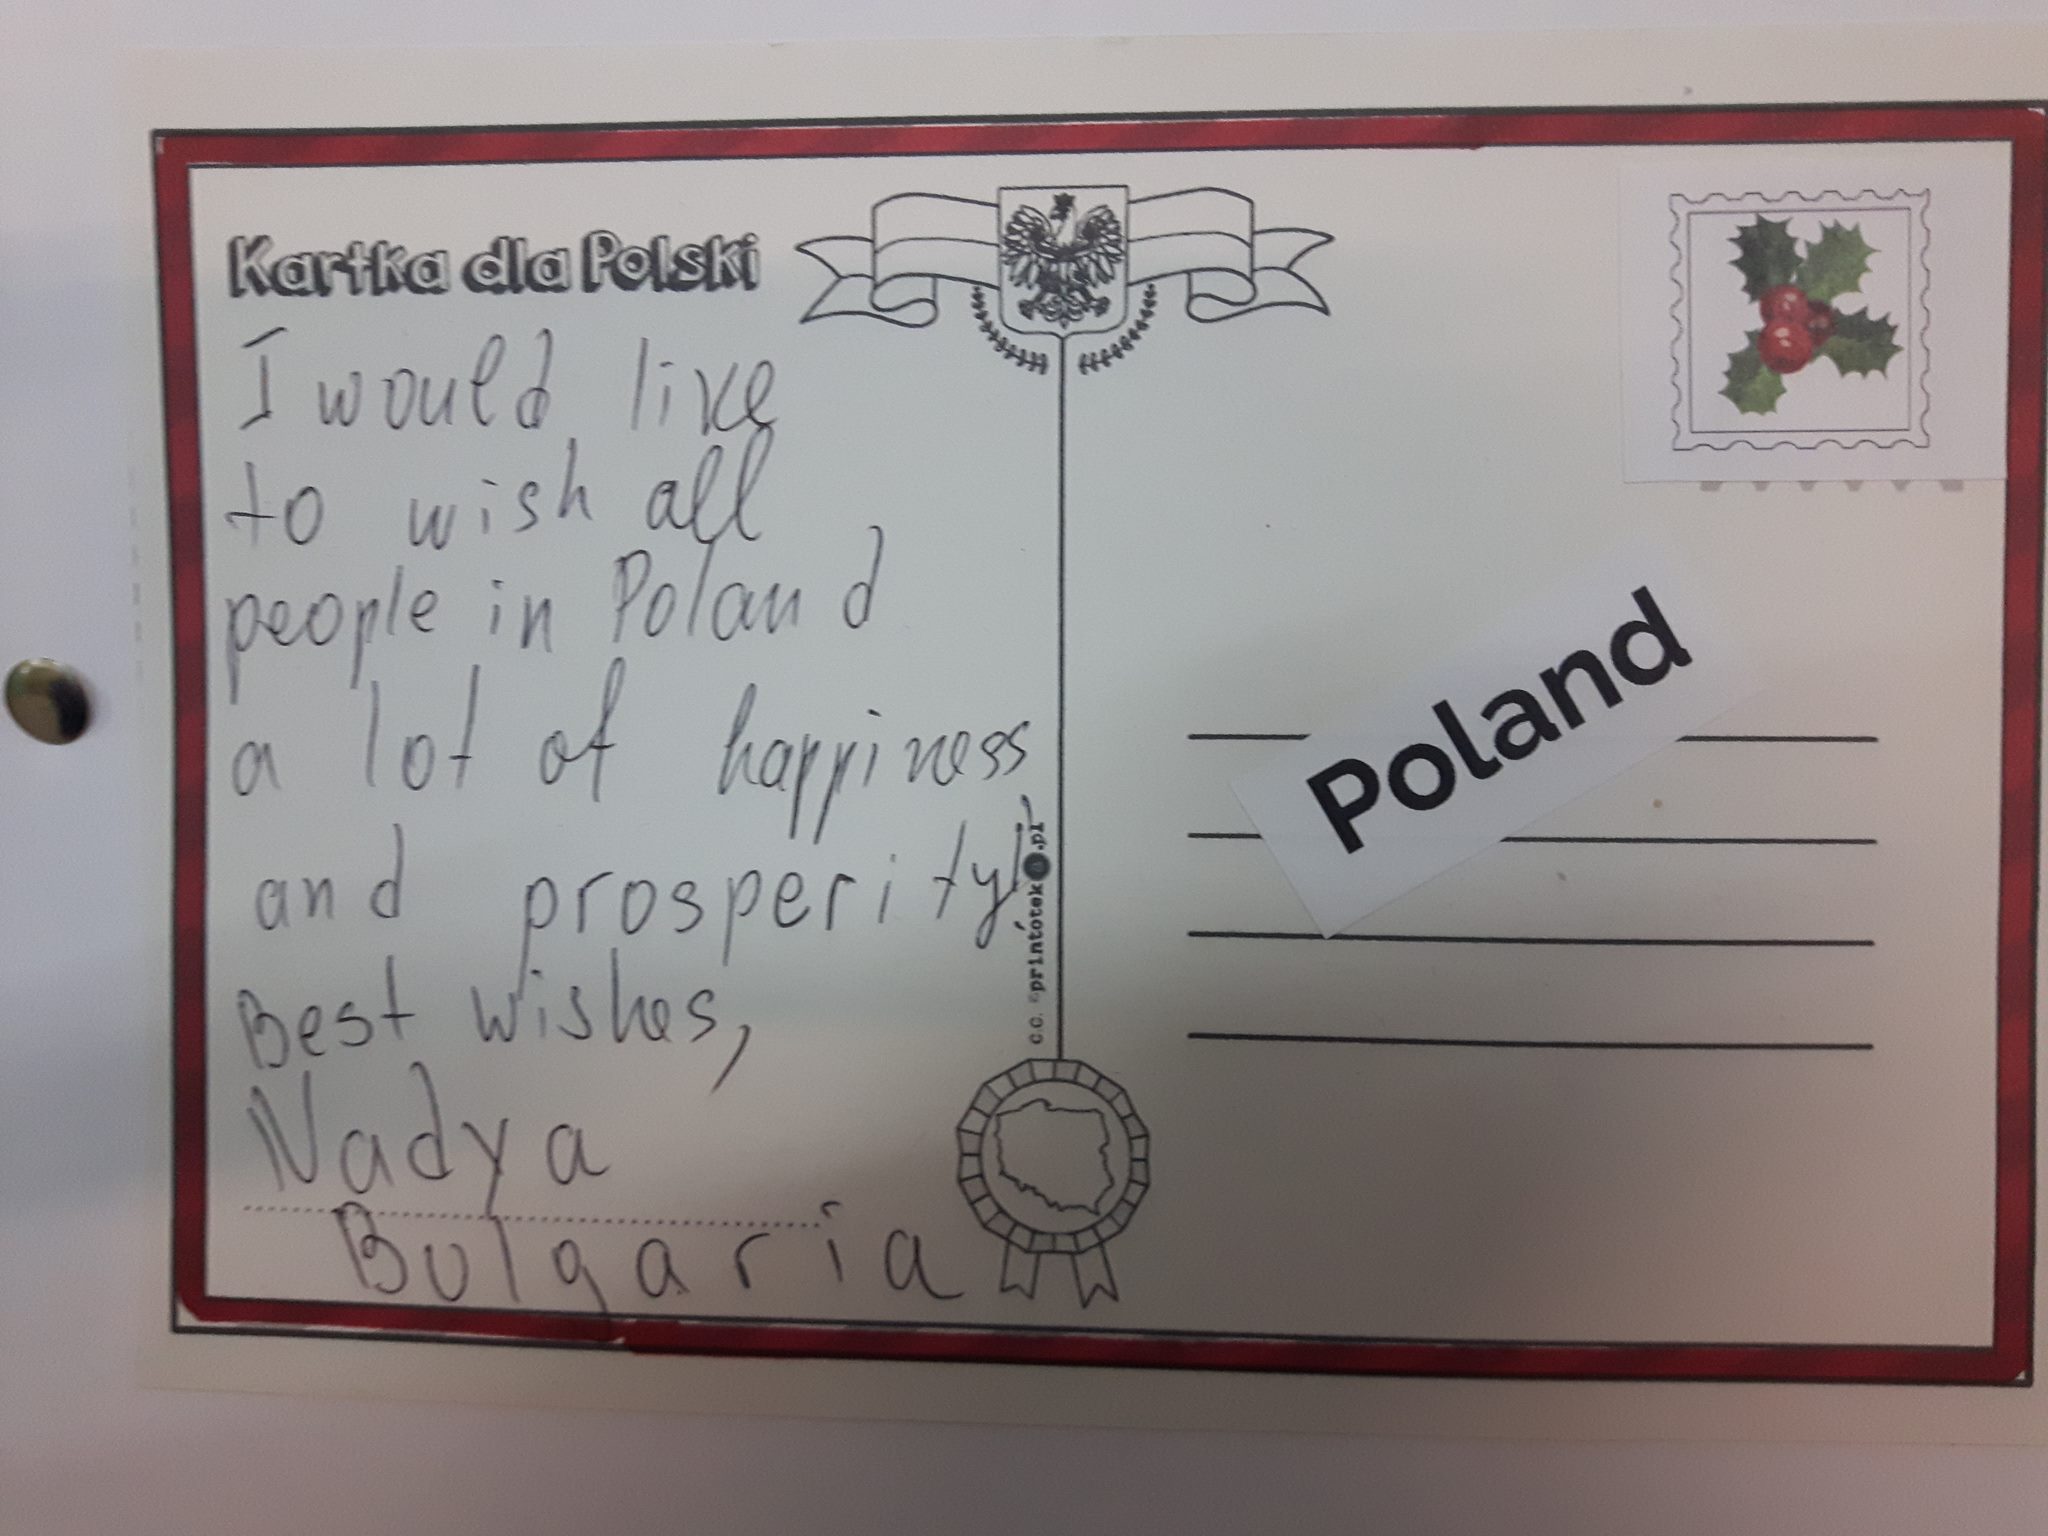 Kartka dla Polski
I would like
to wish all
people in Poland
a lot of happiness
and prosperity!
Best wishes,
Nadya
Bulgaria
c.c. ©printoteka.pl
Poland